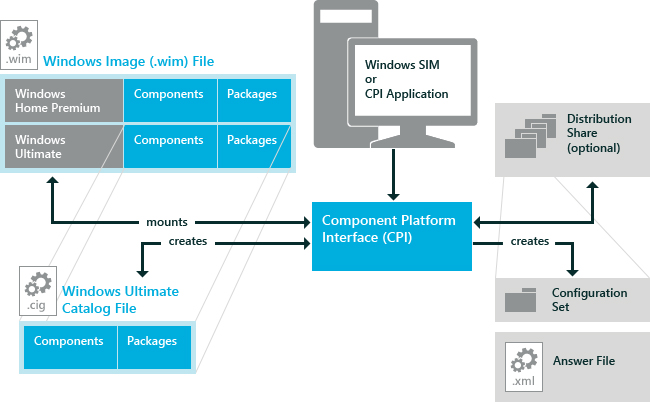 .wim
Windows Image (.wim) File
Windows
Home Premium
Components
Packages
Windows
Ultimate
Components
Packages
Windows SIM
or
CPI Application
Distribution
Share
(optional)
mounts
creates
Component Platform
Interface (CPI)
creates
.cig
Windows Ultimate
Catalog File
Components
Packages
Configuration
Set
.xml
Answer File